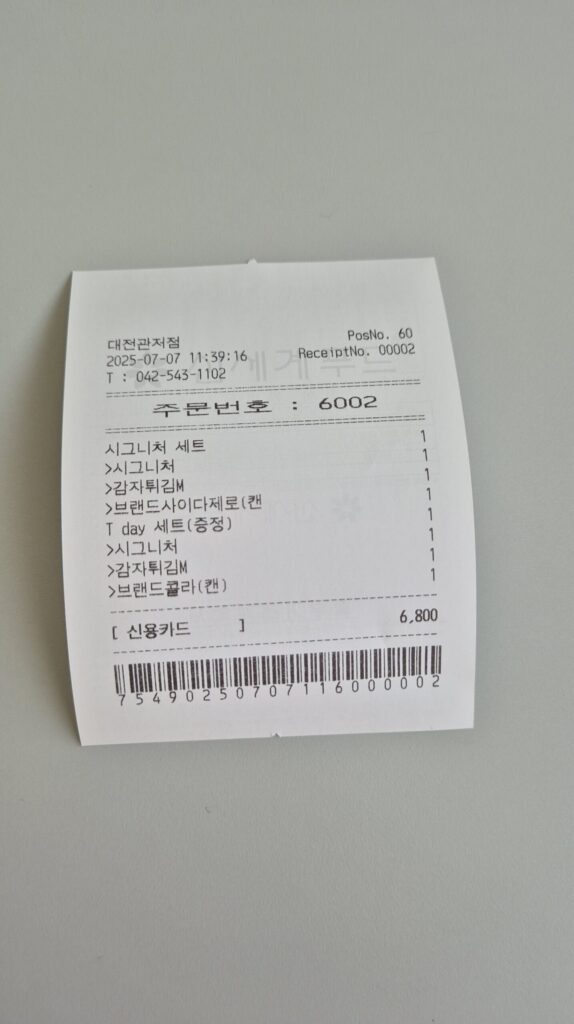 대전관저점 PosNo. 60
2025-07-07 11:39:16 ReceiptNo. 00002
T : 042-543-1102
주문번호 : 6002
시그니처 세트 1
>시그니처 1
>감자튀김M 1
>브랜드사이다제로(캔 1
T day 세트(증정) 1
>시그니처 1
>감자튀김M 1
>브랜드콜라(캔) 1
[ 신용카드 ] 6,800
754902507071160000002